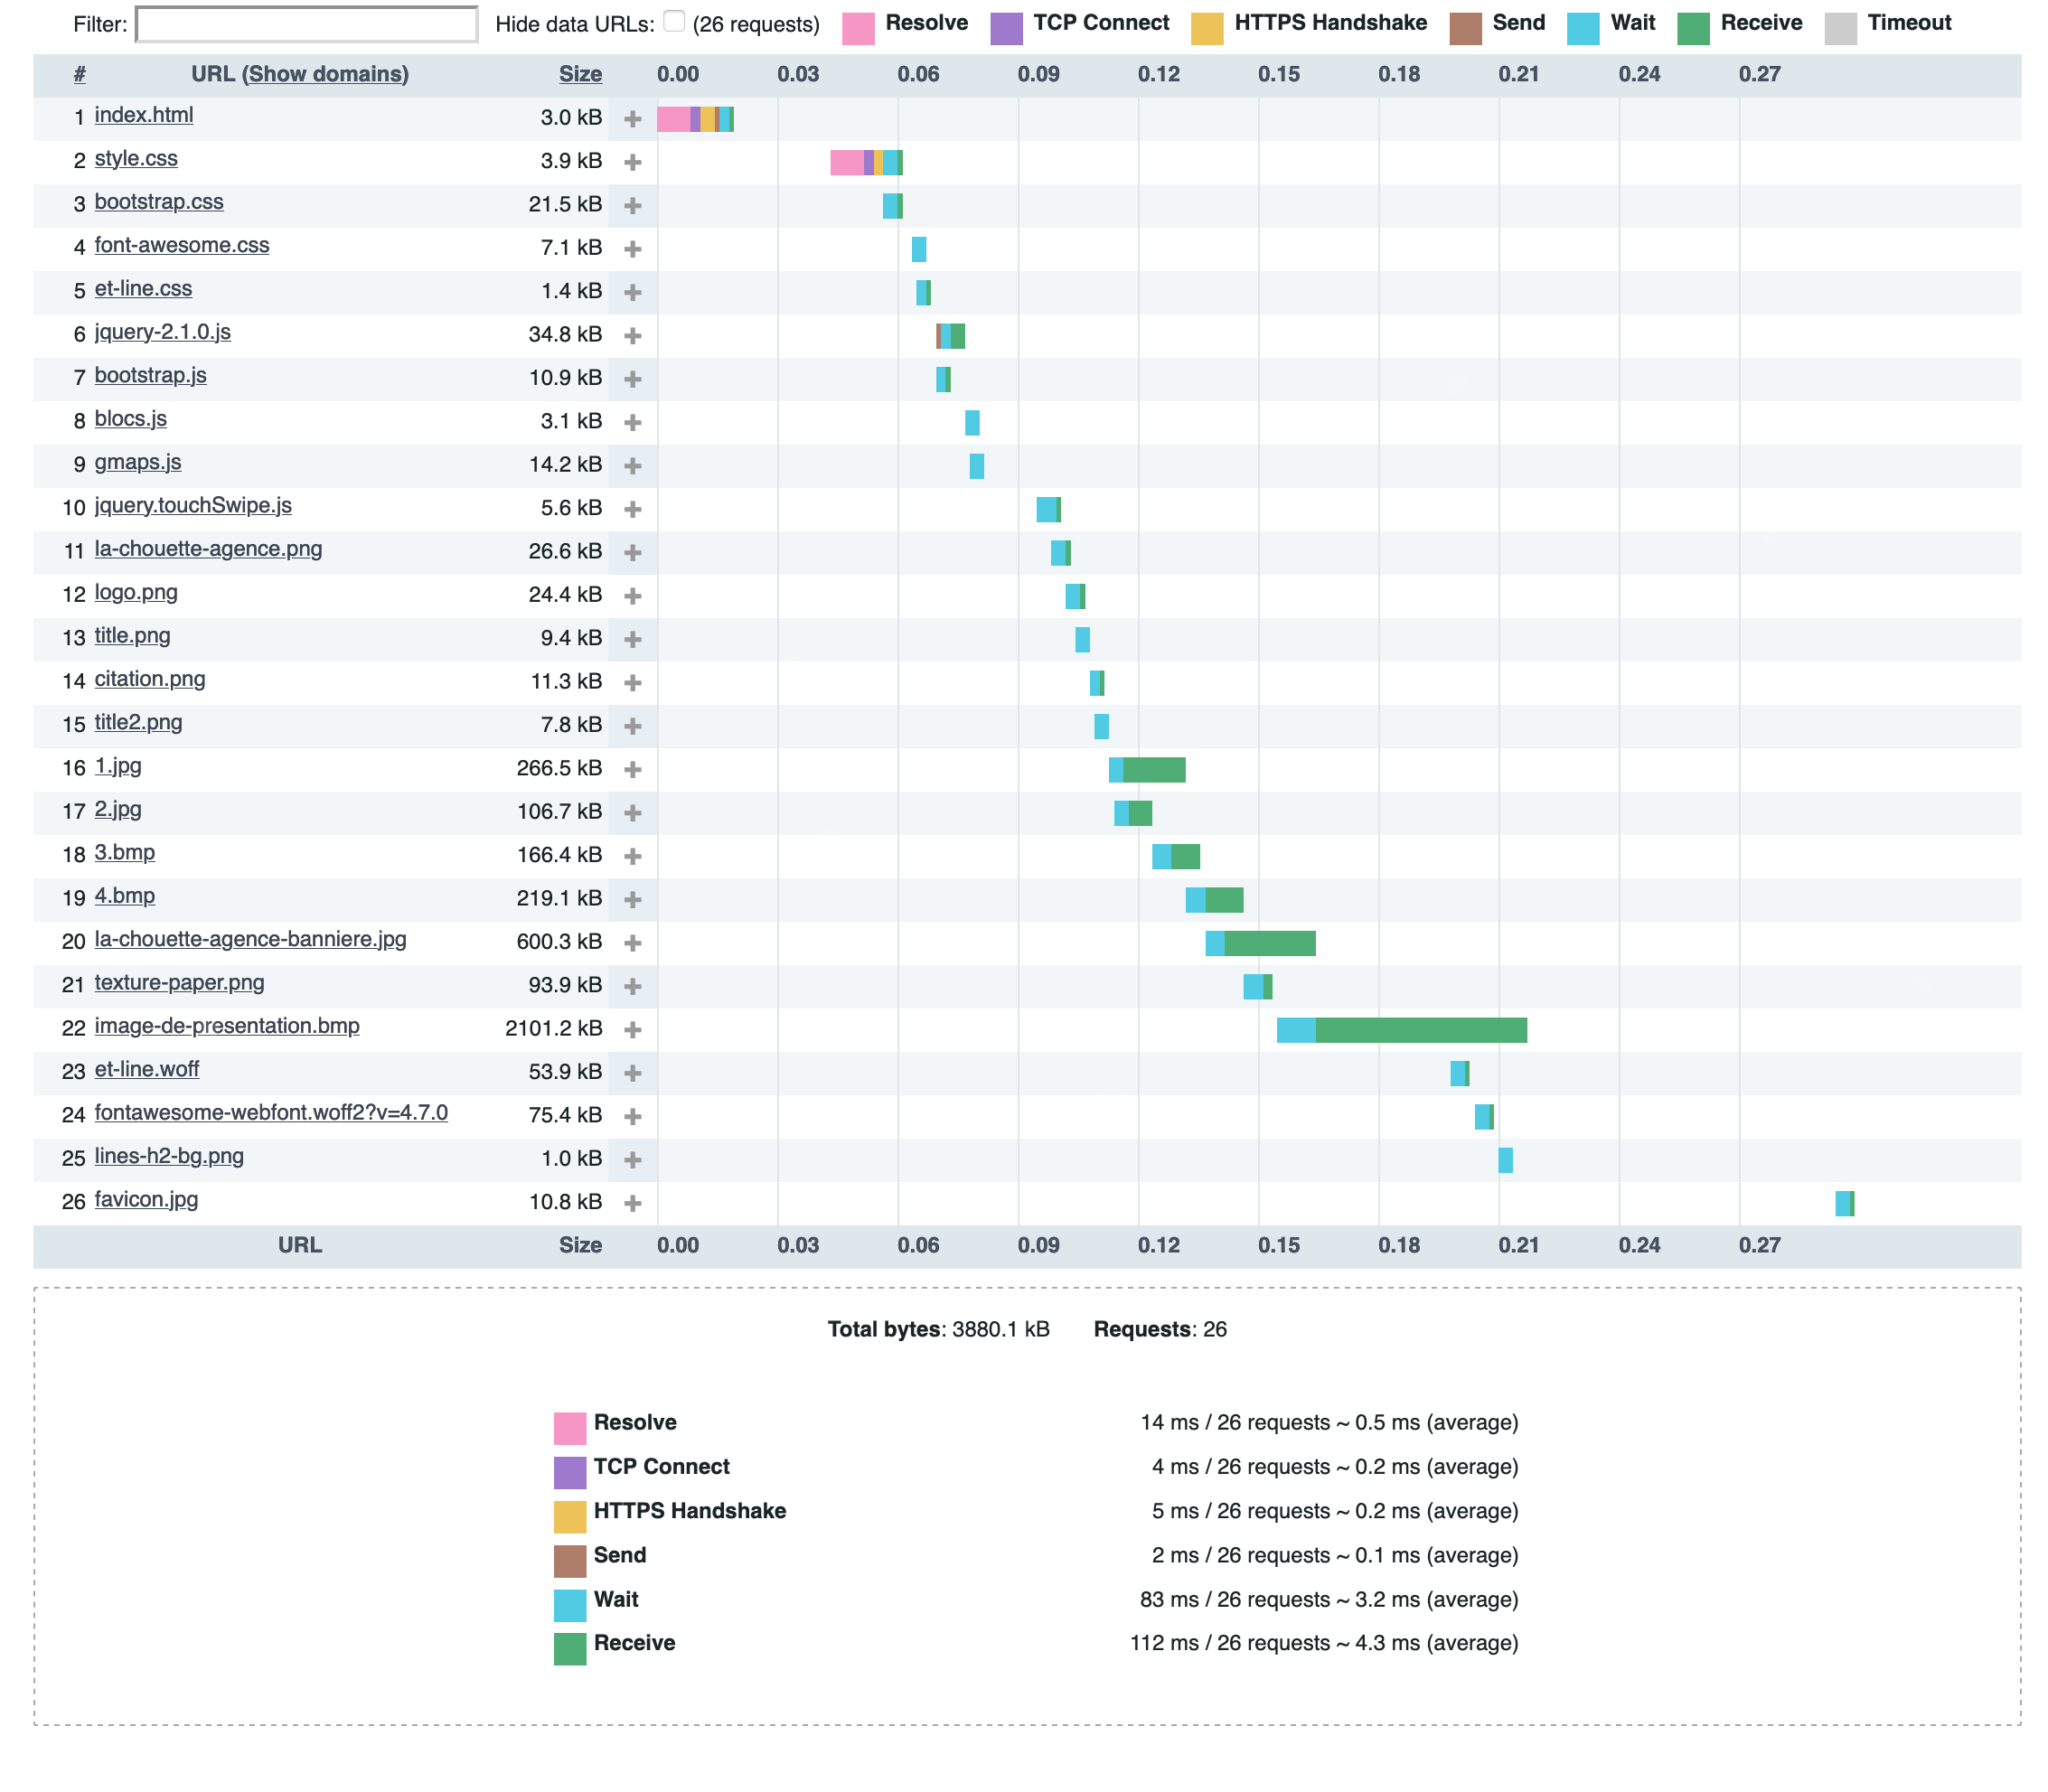 Filter: Hide data URLs: (26 requests) Resolve TCP Connect HTTPS Handshake Send Wait Receive Timeout
# URL (Show domains) Size 0.00 0.03 0.06 0.09 0.12 0.15 0.18 0.21 0.24 0.27
1 index.html 3.0 kB
2 style.css 3.9 kB
3 bootstrap.css 21.5 kB
4 font-awesome.css 7.1 kB
5 et-line.css 1.4 kB
6 jquery-2.1.0.js 34.8 kB
7 bootstrap.js 10.9 kB
8 blocs.js 3.1 kB
9 gmaps.js 14.2 kB
10 jquery.touchSwipe.js 5.6 kB
11 la-chouette-agence.png 26.6 kB
12 logo.png 24.4 kB
13 title.png 9.4 kB
14 citation.png 11.3 kB
15 title2.png 7.8 kB
16 1.jpg 266.5 kB
17 2.jpg 106.7 kB
18 3.bmp 166.4 kB
19 4.bmp 219.1 kB
20 la-chouette-agence-banniere.jpg 600.3 kB
21 texture-paper.png 93.9 kB
22 image-de-presentation.bmp 2101.2 kB
23 et-line.woff 53.9 kB
24 fontawesome-webfont.woff2?v=4.7.0 75.4 kB
25 lines-h2-bg.png 1.0 kB
26 favicon.jpg 10.8 kB
URL Size 0.00 0.03 0.06 0.09 0.12 0.15 0.18 0.21 0.24 0.27
Total bytes: 3880.1 kB Requests: 26
Resolve 14 ms / 26 requests ~ 0.5 ms (average)
TCP Connect 4 ms / 26 requests ~ 0.2 ms (average)
HTTPS Handshake 5 ms / 26 requests ~ 0.2 ms (average)
Send 2 ms / 26 requests ~ 0.1 ms (average)
Wait 83 ms / 26 requests ~ 3.2 ms (average)
Receive 112 ms / 26 requests ~ 4.3 ms (average)